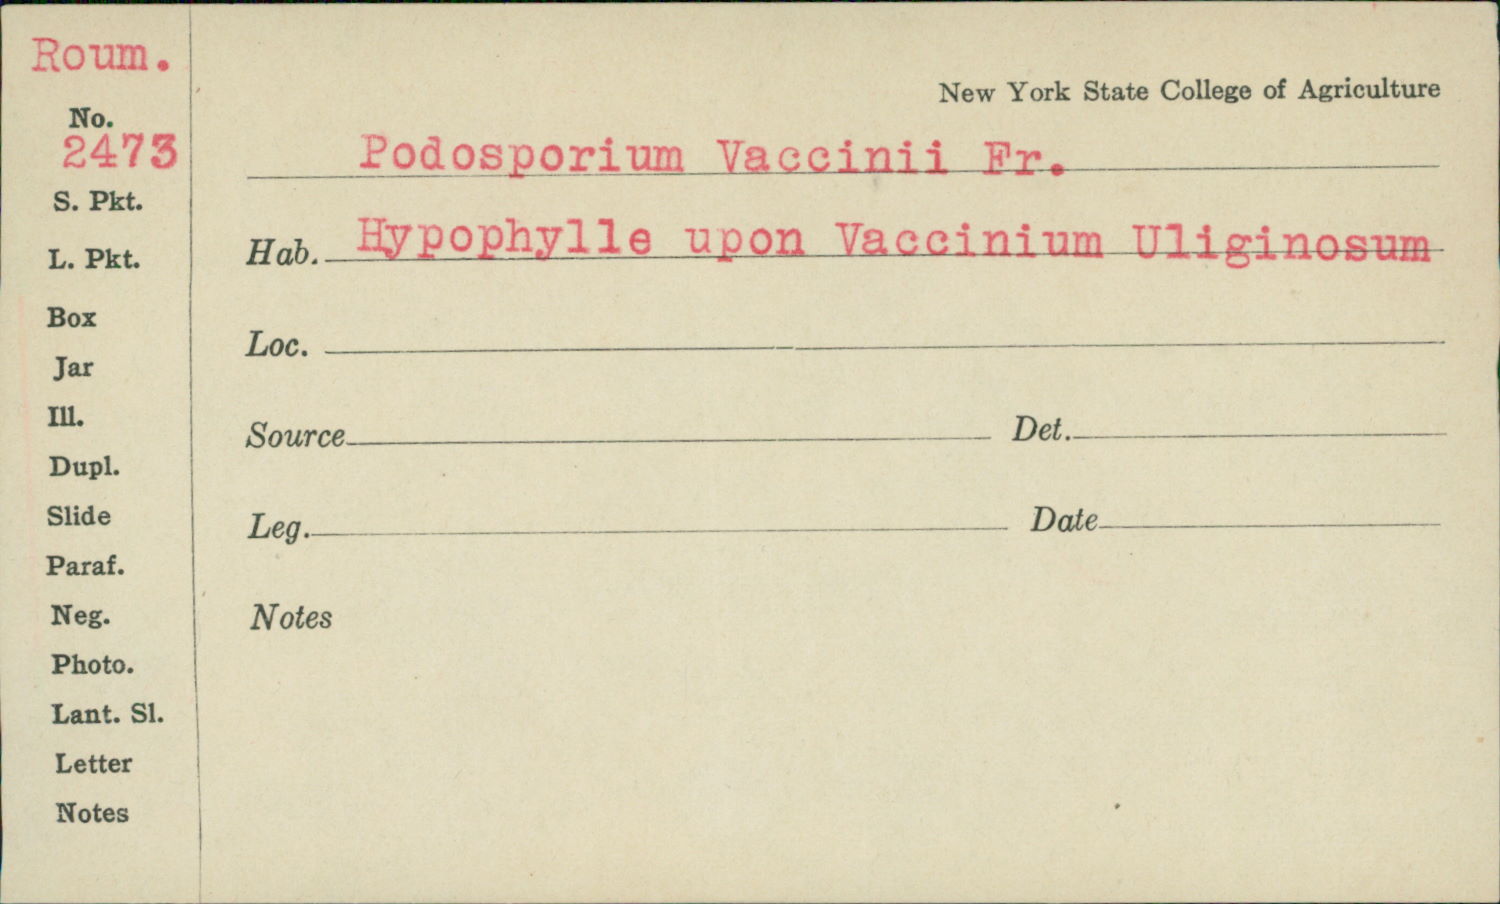 Roum.
No.
2473
S. Pkt.
L. Pkt.
Box
Jar
Ill.
Dupl.
Slide
Paraf.
Neg.
Photo.
Lant. Sl.
Letter
Notes
New York State College of Agriculture
Podosporium Vaccinii Fr.
Hab. Hypophylle upon Vaccinium Uliginosum
Loc.
Source Det.
Leg. Date
Notes